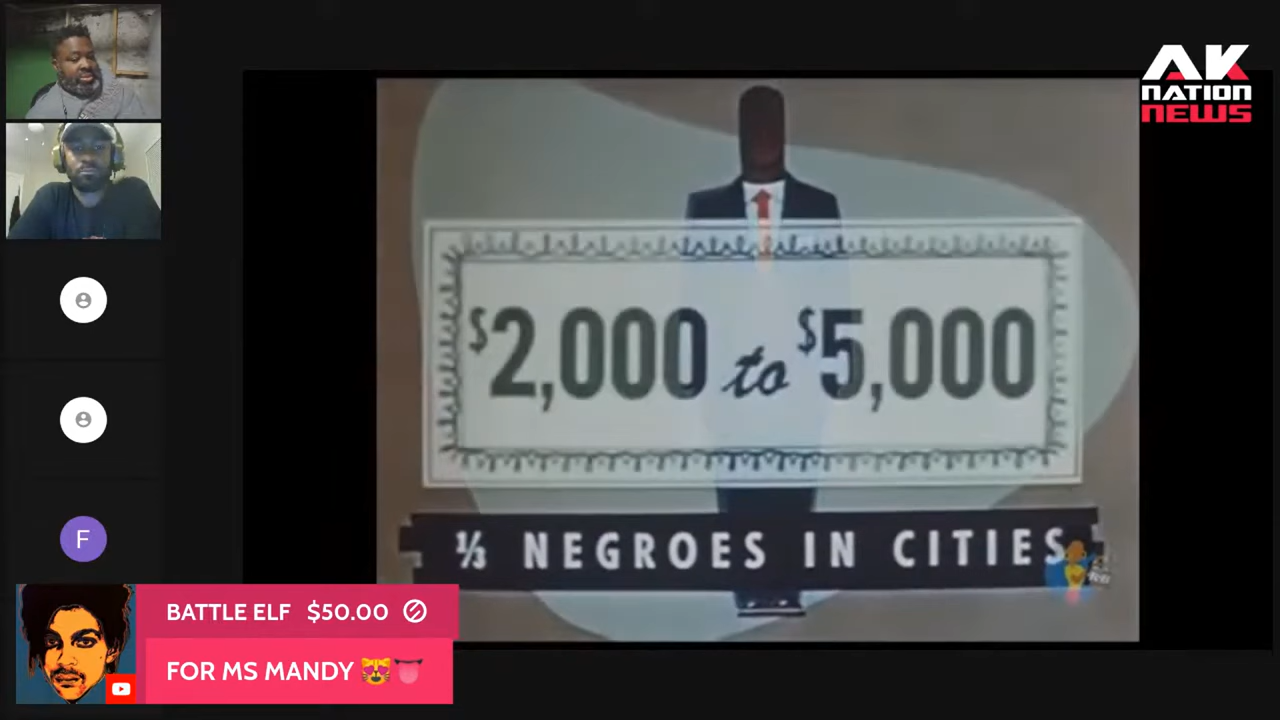 AK
NATION
NEWS
$2,000 to $5,000
⅓ NEGROES IN CITIES
F
BATTLE ELF $50.00
FOR MS MANDY 😻👅